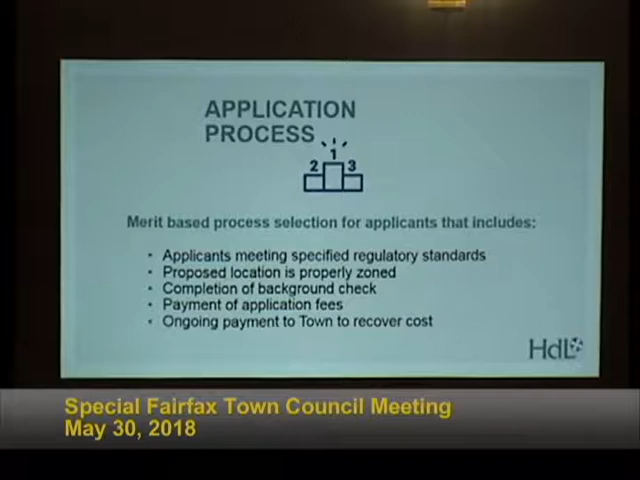 APPLICATION
PROCESS
1
2 3
Merit based process selection for applicants that includes:
• Applicants meeting specified regulatory standards
• Proposed location is properly zoned
• Completion of background check
• Payment of application fees
• Ongoing payment to Town to recover cost
HdL
Special Fairfax Town Council Meeting
May 30, 2018